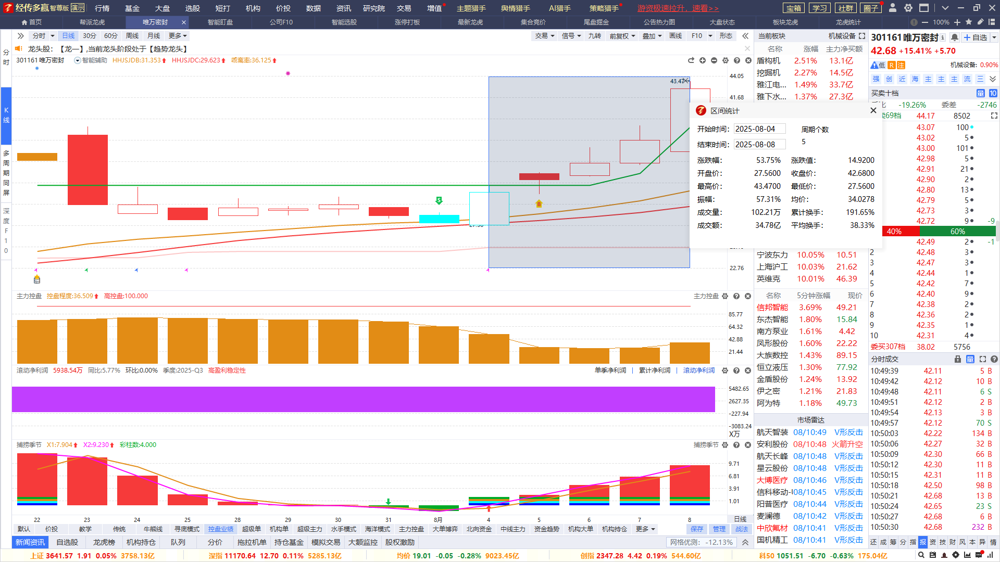 经传多赢 智尊版 演示 行情 基金 大盘 选股 短打 机构 价投 数据 资讯 研究院 交易 增值 主题猎手 舆情猎手 AI猎手 策略猎手 游资极速拉升，速看>> 宝箱 学习 社群 圈子
首页 帮派龙虎 唯万密封 智能盯盘 公司F10 智能选股 涨停打板 最新龙虎 集合竞价 尾盘掘金 公告热力图 大盘状态 板块龙虎 龙虎统计 100%
分时 日线 30分 60分 周线 月线 更多 交易 信号 九转 前复权 叠加 画线 F10 形态
龙头股：【龙一】,当前龙头阶段处于【趋势龙头】
301161 唯万密封 智能辅助 HHJSJDB:31.353 HHJSJDC:29.623 乖离率:36.125
分时
K线
多周期同屏
深度F10
44.05
41.68
22.76
43.47
S
B
主力控盘 控盘程度:36.509 高控盘:100.000 主力控盘
85.77
64.32
42.88
21.44
滚动净利润 5938.54万 同比:5.77% 环比:0.00% 季度:2025-Q3 高盈利稳定性 单季净利润 | 累计净利润 | 滚动净利润
5482.65
2627.35
-227.94
-3083.24
X万
捕捞季节 X1:7.904 X2:9.230 彩柱数:4.000 捕捞季节
9.71
6.81
3.91
1.01
22 23 24 25 28 29 30 31 8月 4 5 6 7 8 日线
默认 价投 教学 传统 牛熊线 寻底模式 控盘业绩 超级单 机构单 超级主力 水手模式 海洋模式 主力控盘 大单博弈 北向资金 中线主力 资金趋势 机构大单 机构持仓 更多 保存 管理 战法
新闻资讯 自选股 龙虎榜 机构持仓 队列 分价 拖拉机单 持仓基金 模拟交易 大额监控 股权激励 网格优测: -12.13%
上证 3641.57 1.91 0.05% 3758.13亿 深指 11170.64 12.70 0.11% 5285.13亿 均价 19.01 -0.05 -0.28% 9023.45亿 创指 2347.28 4.42 0.19% 544.60亿 科50 1051.51 -6.70 -0.63% 175.04亿
当前板块 机械设备
名称 涨幅 主力净买额
盾构机 2.51% 13.1亿
挖掘机 2.27% 14.5亿
雅江电... 1.49% 33.7亿
雅下水... 1.37% 27.3亿
区间统计
开始时间: 2025-08-04 周期个数
结束时间: 2025-08-08 5
涨跌幅: 53.75% 涨跌值: 14.9200
开盘价: 27.5600 收盘价: 42.6800
最高价: 43.4700 最低价: 27.5600
振幅: 57.31% 均价: 34.0278
成交量: 102.21万 累计换手: 191.65%
成交额: 34.78亿 平均换手: 38.33%
宁波东力 10.05% 10.51
上海沪工 10.03% 21.62
英维克 10.01% 46.39
名称 5分钟涨幅 现价
信邦智能 3.69% 49.21
东杰智能 1.80% 15.84
南方泵业 1.61% 4.42
凤形股份 1.60% 22.22
大族数控 1.43% 89.15
恒立液压 1.30% 77.92
金盾股份 1.24% 13.92
伊之密 1.21% 21.83
阿为特 1.18% 49.73
市场雷达
航天智装 08/10:49 V形反击
安利股份 08/10:48 火箭升空
航天长峰 08/10:48 V形反击
星云股份 08/10:48 V形反击
大博医疗 08/10:46 V形反击
信科移动-U 08/10:45 V形反击
阳普医疗 08/10:44 V形反击
麦澜德 08/10:42 V形反击
中欣氟材 08/10:41 V形反击
国机精工 08/10:41 V形反击
301161 唯万密封 自选
42.68 +15.41% +5.70
低 R 注 机械设备: 0.90%
强 创 近 海 主 主 主 流 三
买卖十档 量 10
比 -19.26% 委差 -2746
卖69档 44.17 8502
43.07 100
43.02 5
43.00 101
42.98 5
42.91 21
42.90 2
42.80 13
42.79 5
42.73 3
42.72 9 -9
40% 60%
42.49 2 -1
2 42.48 3
3 42.47 3
4 42.44 1
5 42.42 7
6 42.40 9
7 42.38 2
8 42.36 2
9 42.35 1
10 42.31 4
委买307档 38.02 5756
分时成交 量
10:49:39 42.11 5 B
10:49:42 42.12 10 B
10:49:48 42.11 6 S
10:49:51 42.12 2 B
10:49:54 42.13 3 B
10:49:57 42.12 70 S
10:50:03 42.22 134 B
10:50:06 42.27 32 B
10:50:09 42.30 66 B
10:50:12 42.30 11 B
10:50:15 42.31 11 B
10:50:18 42.50 98 B
10:50:21 42.68 13 B
10:50:24 42.65 23 S
10:50:27 42.68 6 B
10:50:30 42.68 232 B
还 成 筹 分 指 报 资 技 财 风 本 异 情